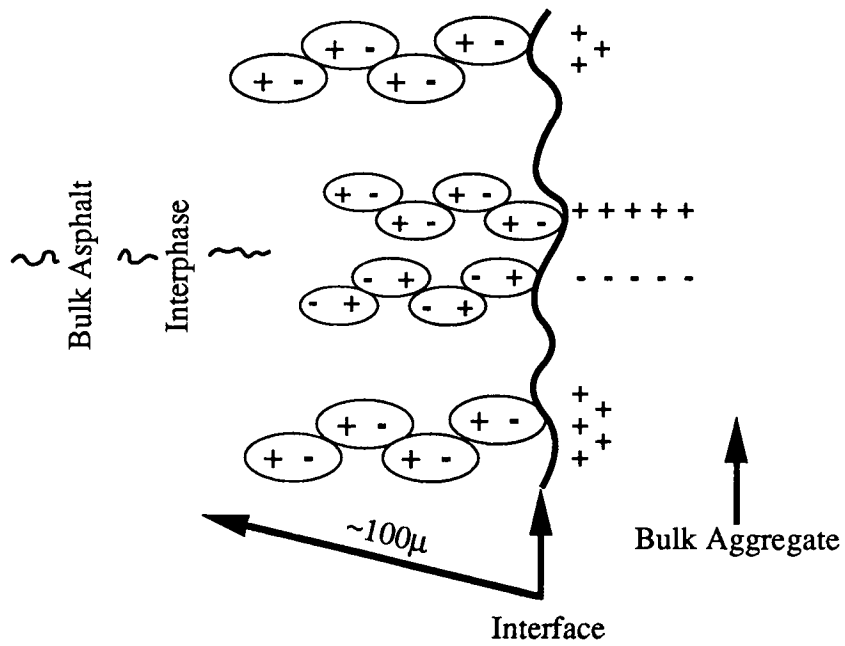 + - + - + - + -
+
+
+
Bulk Asphalt
Interphase
+ - + - + - + -
+ + + + +
- + - + - + - +
- - - - -
+ - + - + - + -
+
+
+
+
+
~100µ
Bulk Aggregate
Interface